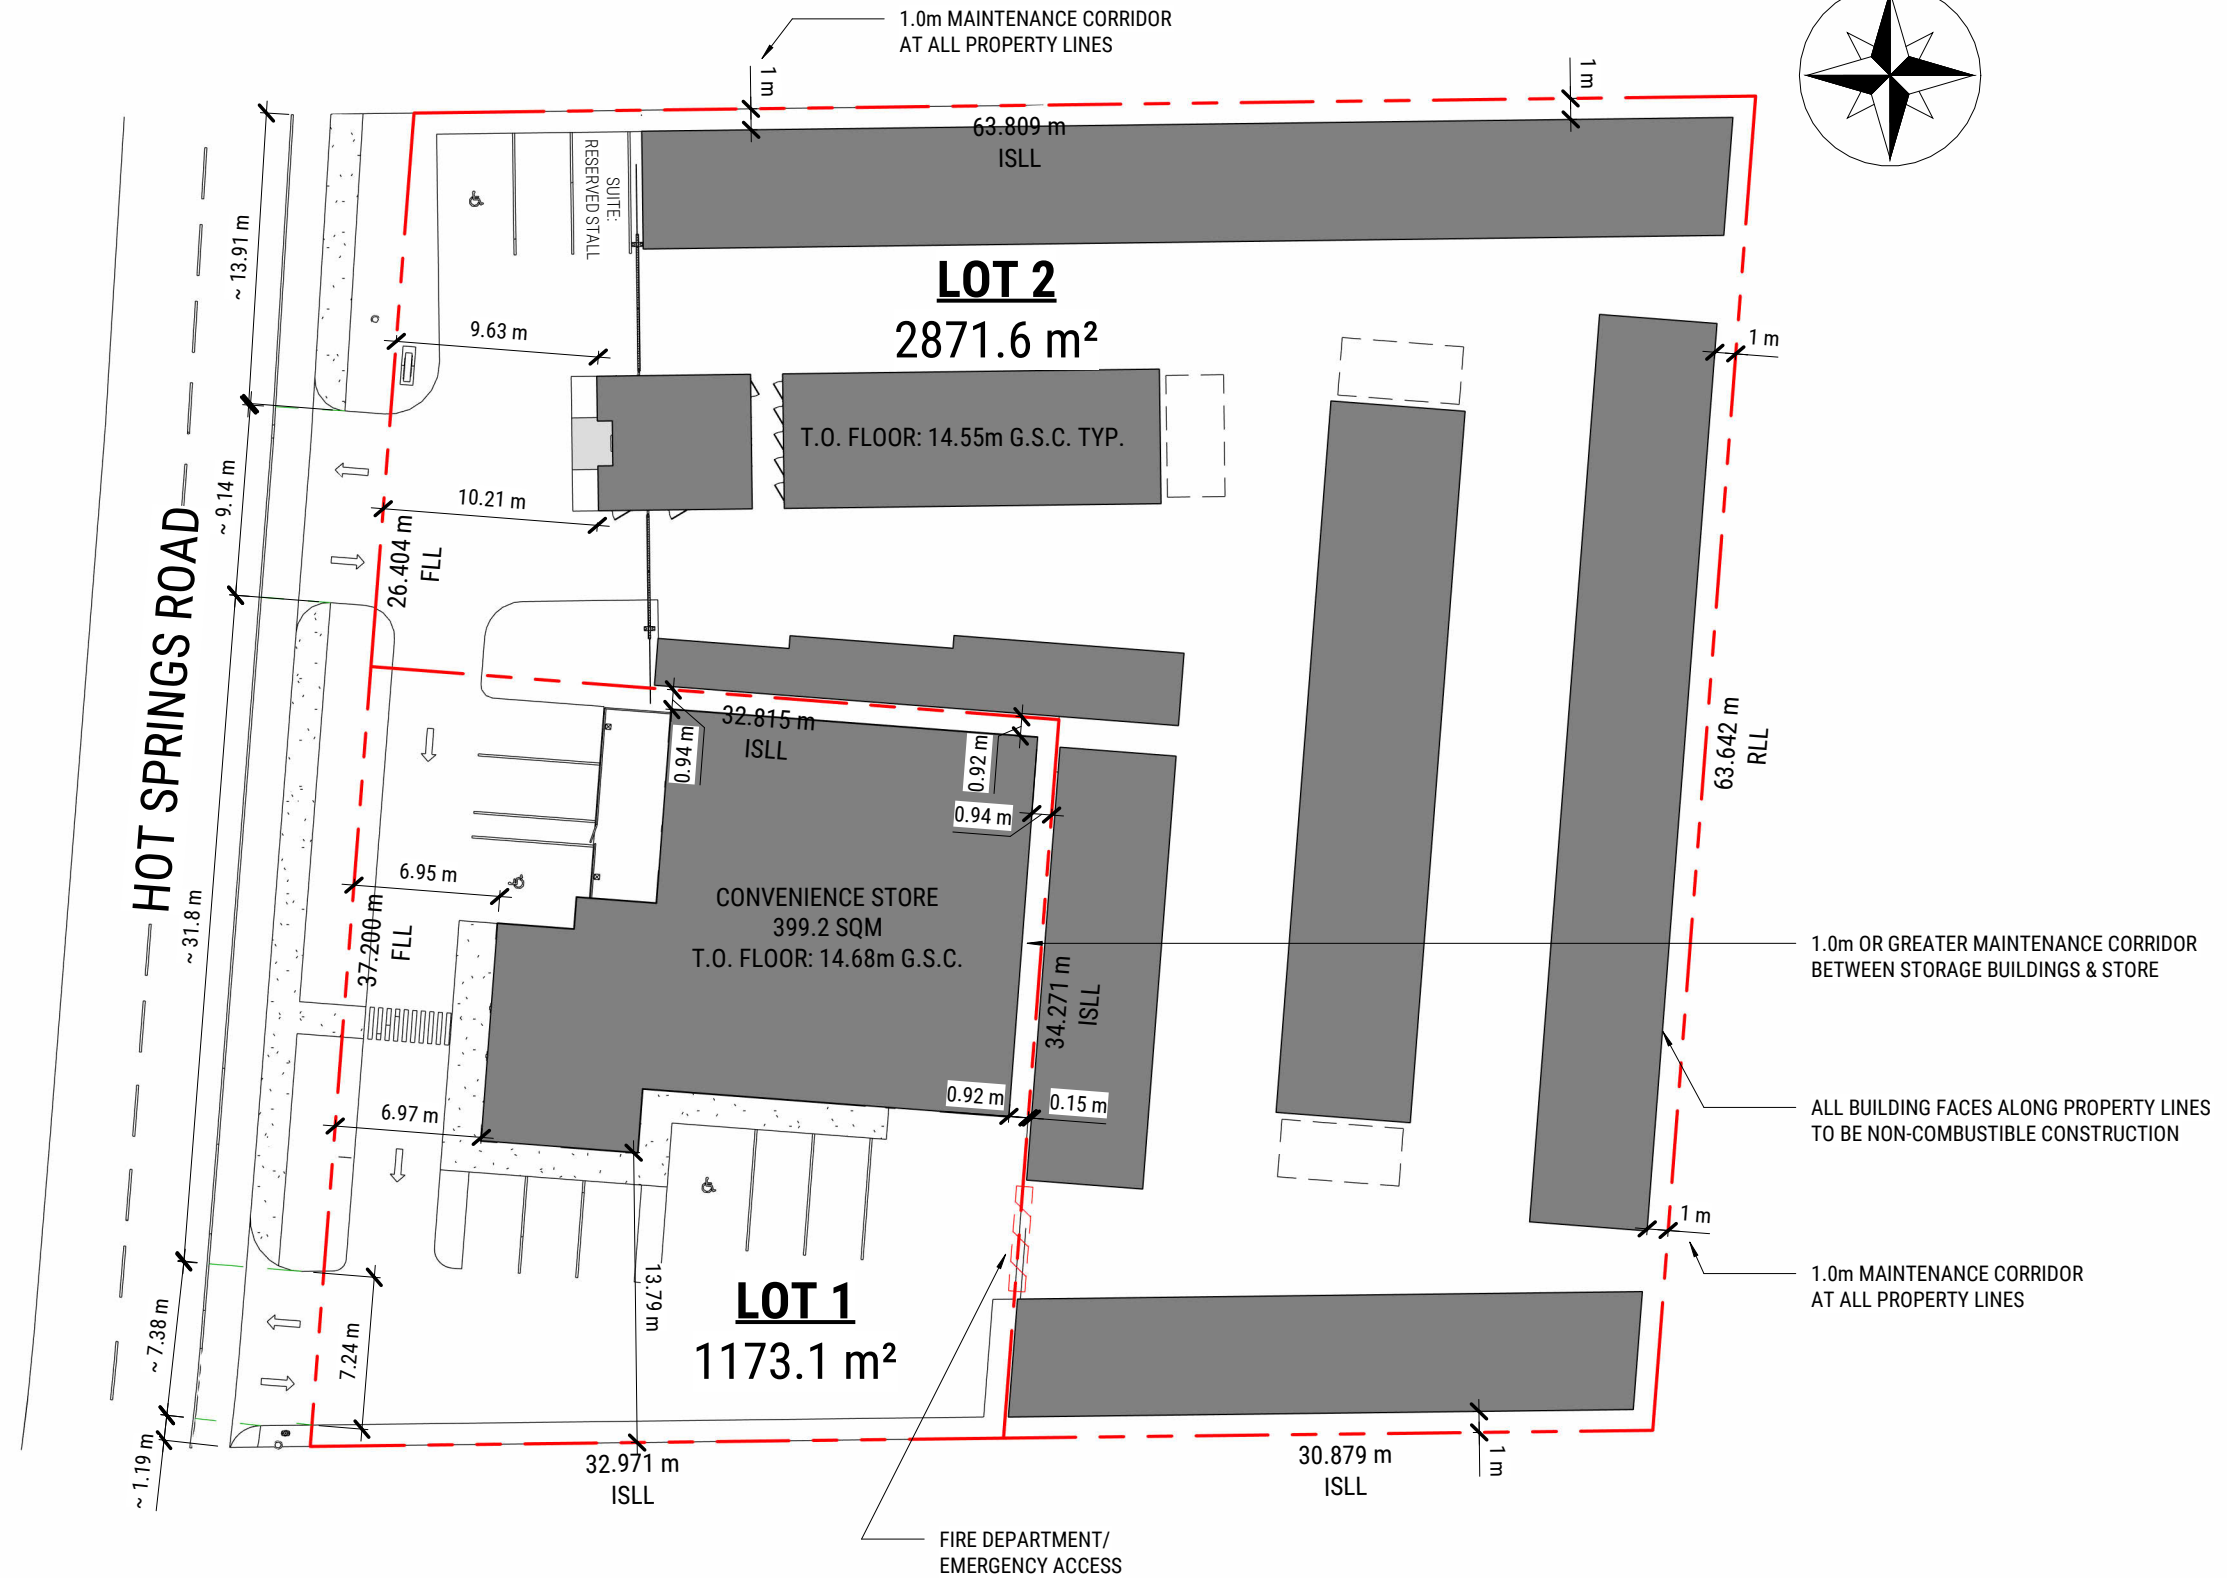 1.0m MAINTENANCE CORRIDOR
AT ALL PROPERTY LINES
1 m
1 m
63.809 m
ISLL
SUITE:
RESERVED STALL
~ 13.91 m
LOT 2
2871.6 m²
9.63 m
1 m
T.O. FLOOR: 14.55m G.S.C. TYP.
~ 9.14 m
10.21 m
26.404 m
FLL
HOT SPRINGS ROAD
32.815 m
ISLL
0.94 m
0.92 m
0.94 m
63.642 m
RLL
6.95 m
CONVENIENCE STORE
399.2 SQM
T.O. FLOOR: 14.68m G.S.C.
~ 31.8 m
37.200 m
FLL
1.0m OR GREATER MAINTENANCE CORRIDOR
BETWEEN STORAGE BUILDINGS & STORE
34.271 m
ISLL
0.92 m
0.15 m
6.97 m
ALL BUILDING FACES ALONG PROPERTY LINES
TO BE NON-COMBUSTIBLE CONSTRUCTION
1 m
13.79 m
LOT 1
1173.1 m²
1.0m MAINTENANCE CORRIDOR
AT ALL PROPERTY LINES
~ 7.38 m
7.24 m
~ 1.19 m
32.971 m
ISLL
30.879 m
ISLL
1 m
FIRE DEPARTMENT/
EMERGENCY ACCESS